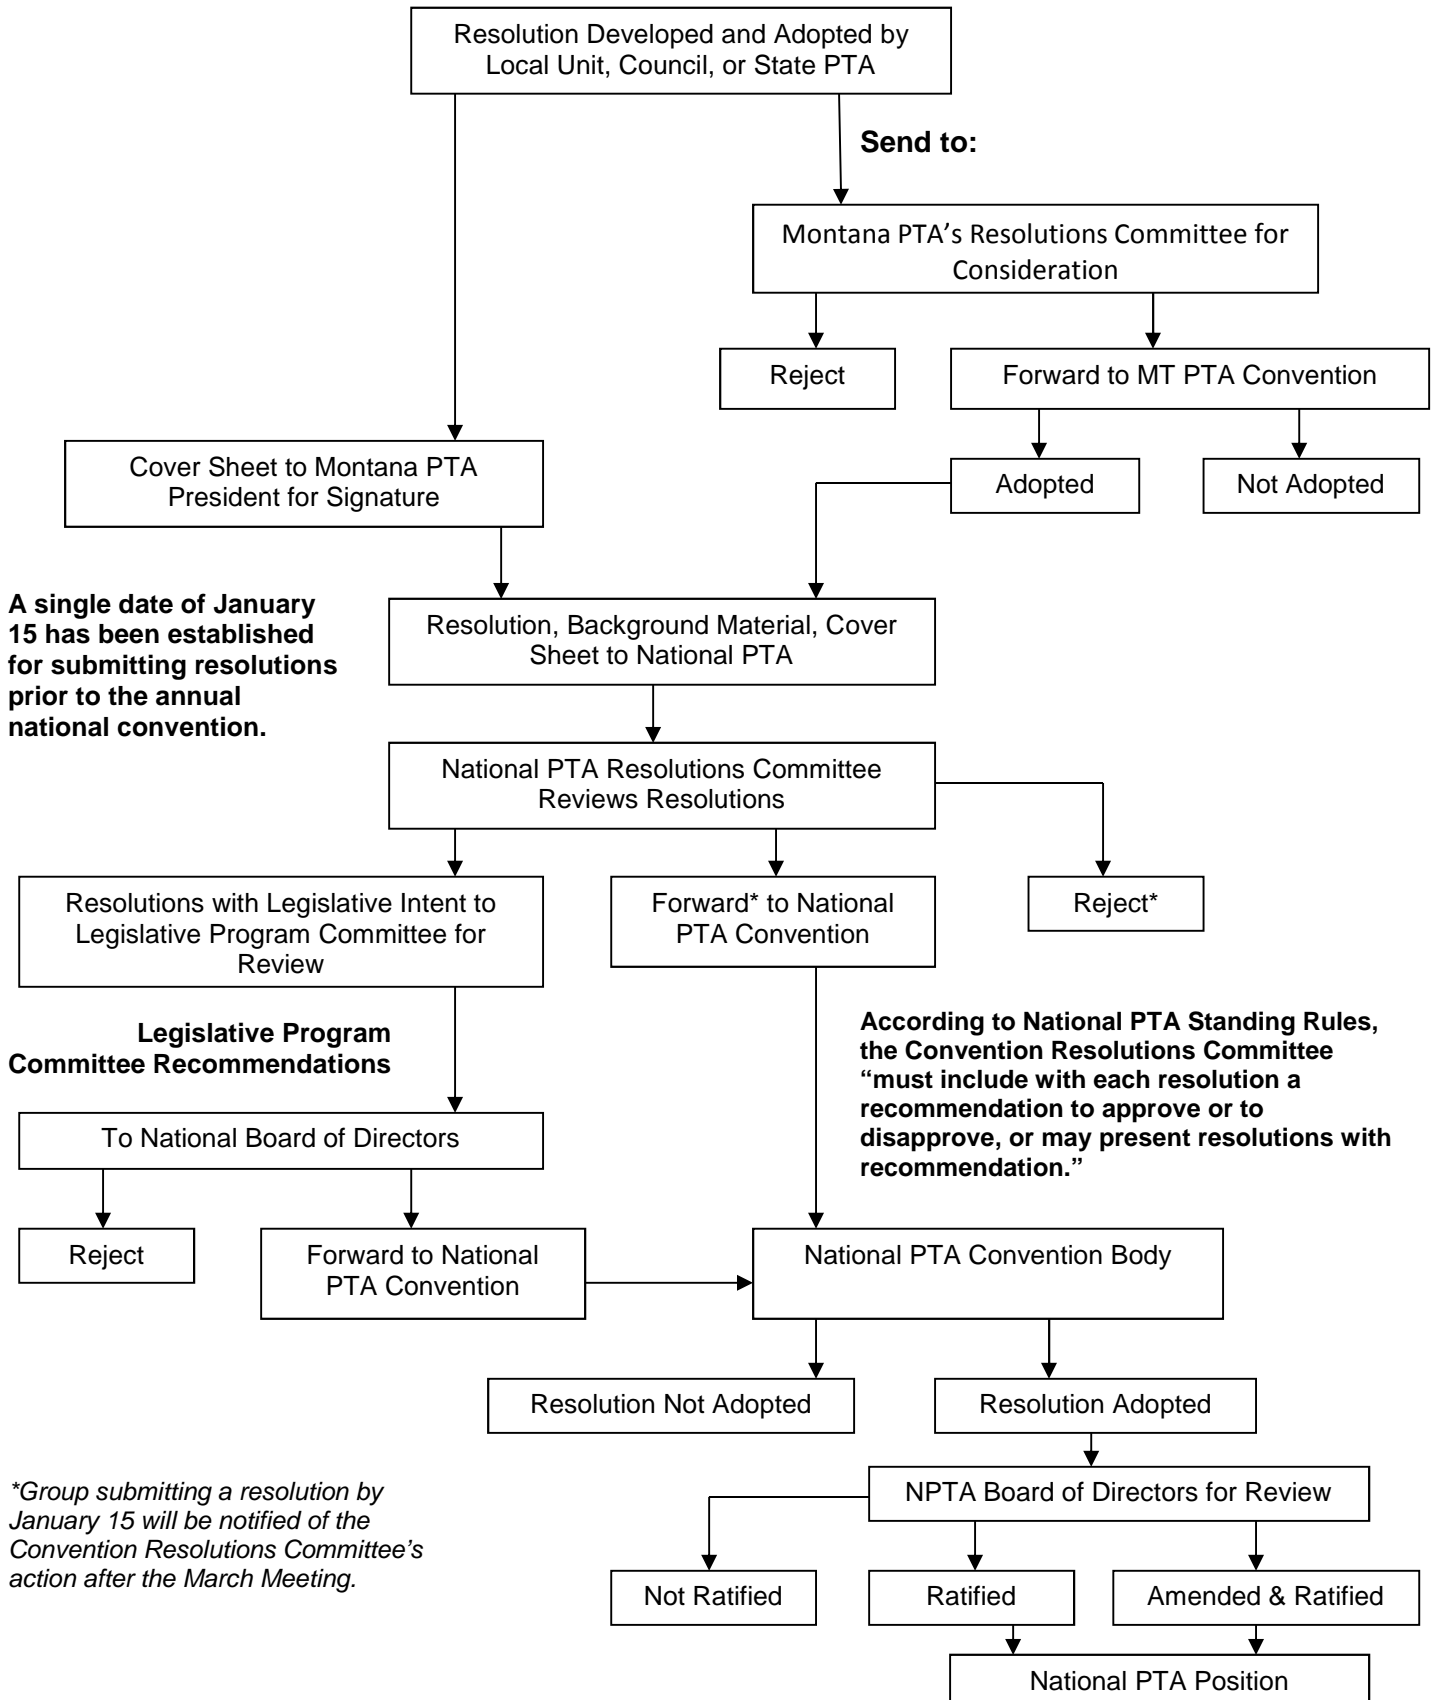 Resolution Developed and Adopted by
Local Unit, Council, or State PTA
Send to:
Montana PTA’s Resolutions Committee for
Consideration
Reject
Forward to MT PTA Convention
Cover Sheet to Montana PTA
President for Signature
Adopted
Not Adopted
A single date of January
15 has been established
for submitting resolutions
prior to the annual
national convention.
Resolution, Background Material, Cover
Sheet to National PTA
National PTA Resolutions Committee
Reviews Resolutions
Resolutions with Legislative Intent to
Legislative Program Committee for
Review
Forward* to National
PTA Convention
Reject*
Legislative Program
Committee Recommendations
According to National PTA Standing Rules,
the Convention Resolutions Committee
“must include with each resolution a
recommendation to approve or to
disapprove, or may present resolutions with
recommendation.”
To National Board of Directors
Reject
Forward to National
PTA Convention
National PTA Convention Body
Resolution Not Adopted
Resolution Adopted
*Group submitting a resolution by
January 15 will be notified of the
Convention Resolutions Committee’s
action after the March Meeting.
NPTA Board of Directors for Review
Not Ratified
Ratified
Amended & Ratified
National PTA Position